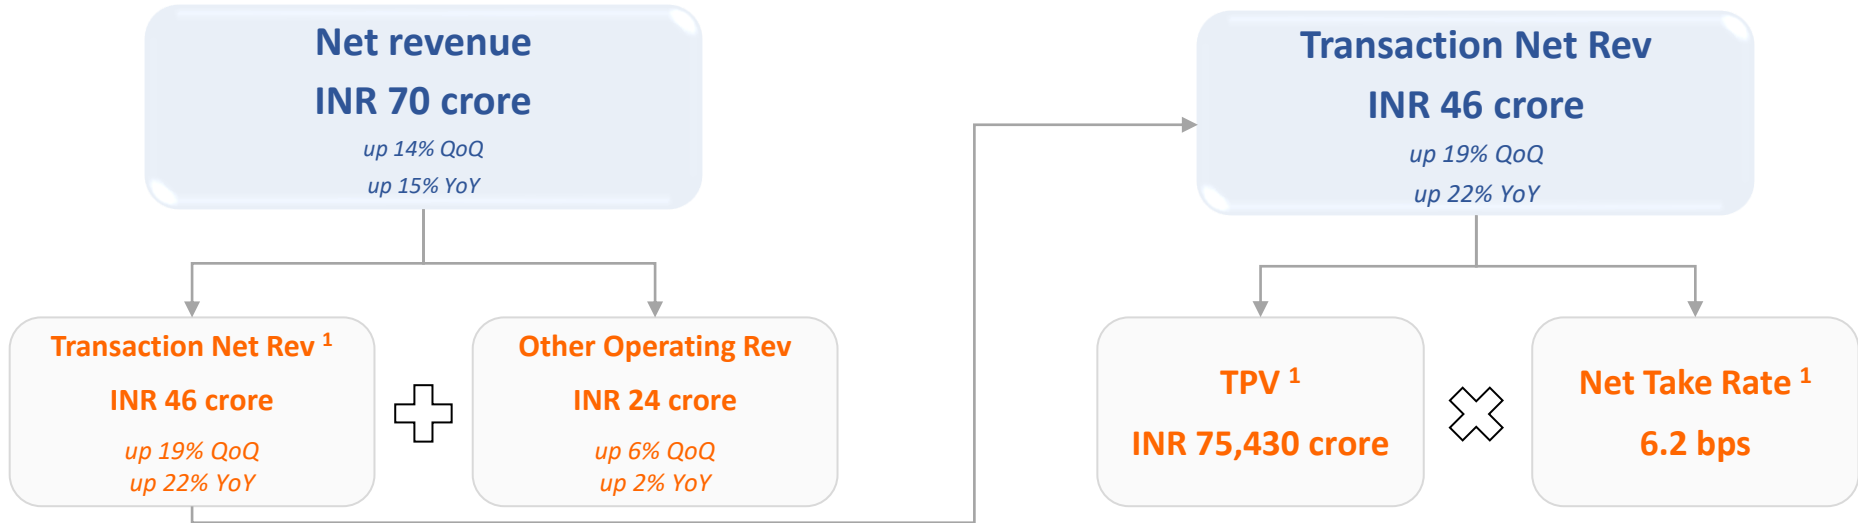 Net revenue
INR 70 crore
up 14% QoQ
up 15% YoY
Transaction Net Rev 1
INR 46 crore
up 19% QoQ
up 22% YoY
Other Operating Rev
INR 24 crore
up 6% QoQ
up 2% YoY
Transaction Net Rev
INR 46 crore
up 19% QoQ
up 22% YoY
TPV 1
INR 75,430 crore
Net Take Rate 1
6.2 bps